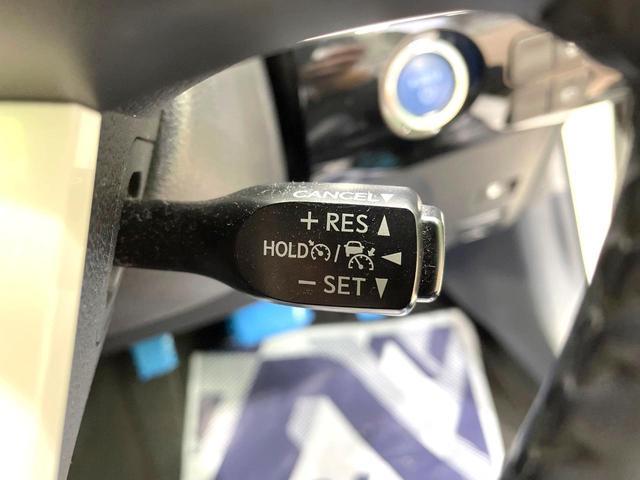 CANCEL▼
+ RES ▲
HOLD / ◀
− SET ▼